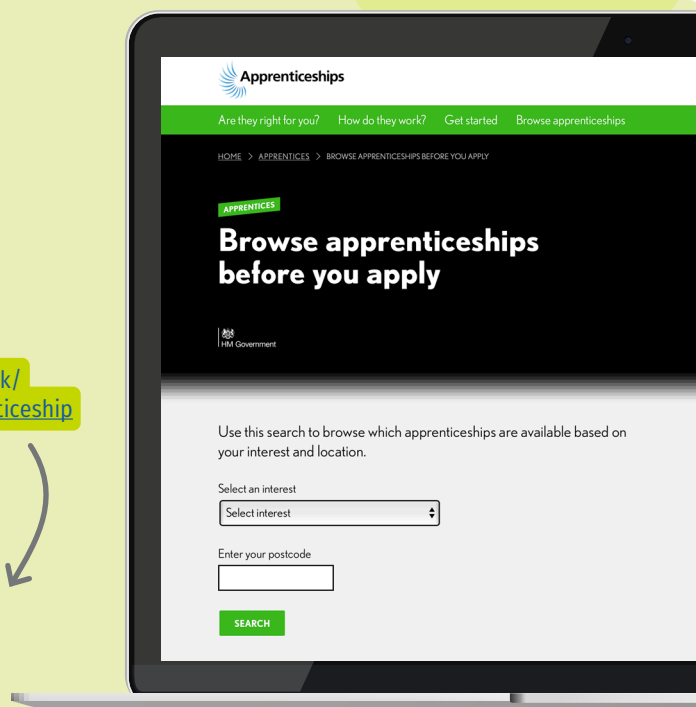 Apprenticeships
Are they right for you? How do they work? Get started Browse apprenticeships
HOME > APPRENTICES > BROWSE APPRENTICESHIPS BEFORE YOU APPLY
APPRENTICES
Browse apprenticeships
before you apply
HM Government
k/
ticeship
Use this search to browse which apprenticeships are available based on
your interest and location.
Select an interest
Select interest
Enter your postcode
SEARCH